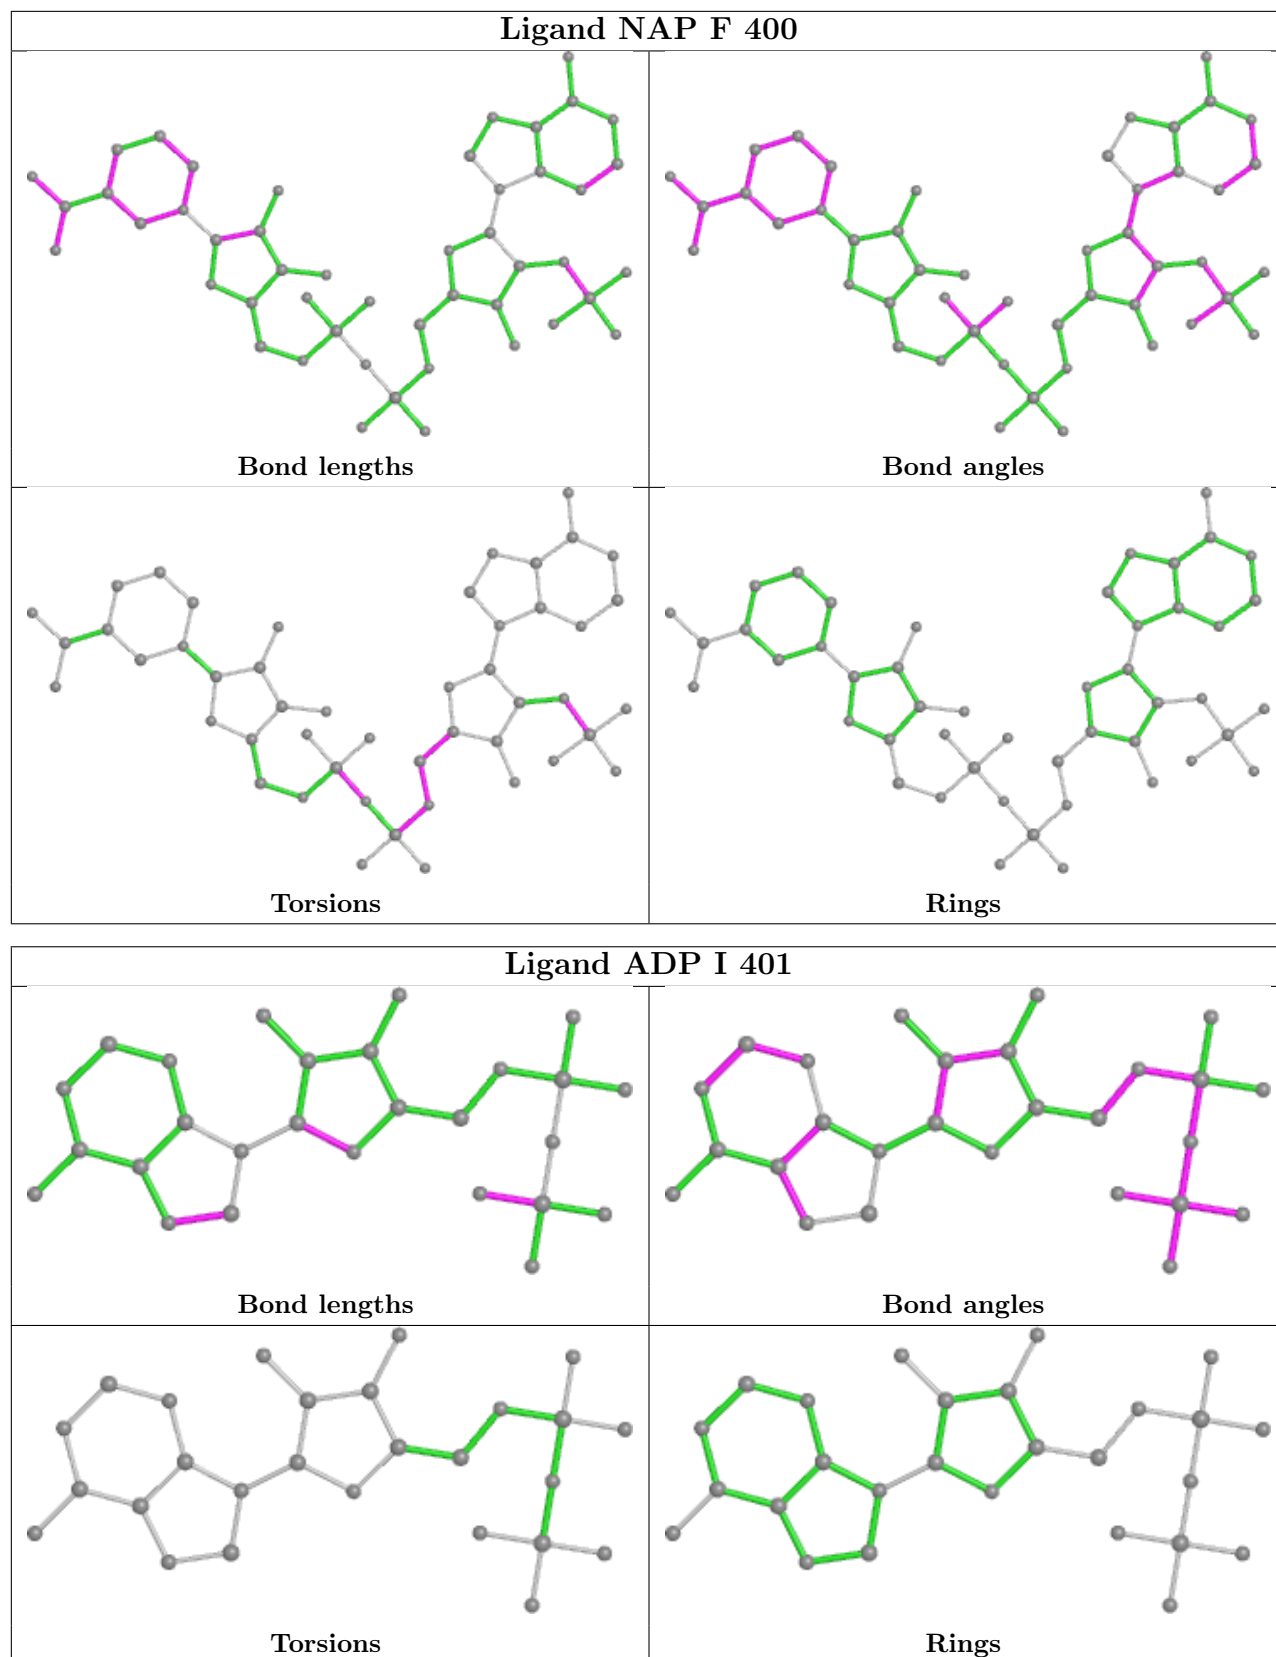 Ligand NAP F 400
Bond lengths
Bond angles
Torsions
Rings
Ligand ADP I 401
Bond lengths
Bond angles
Torsions
Rings